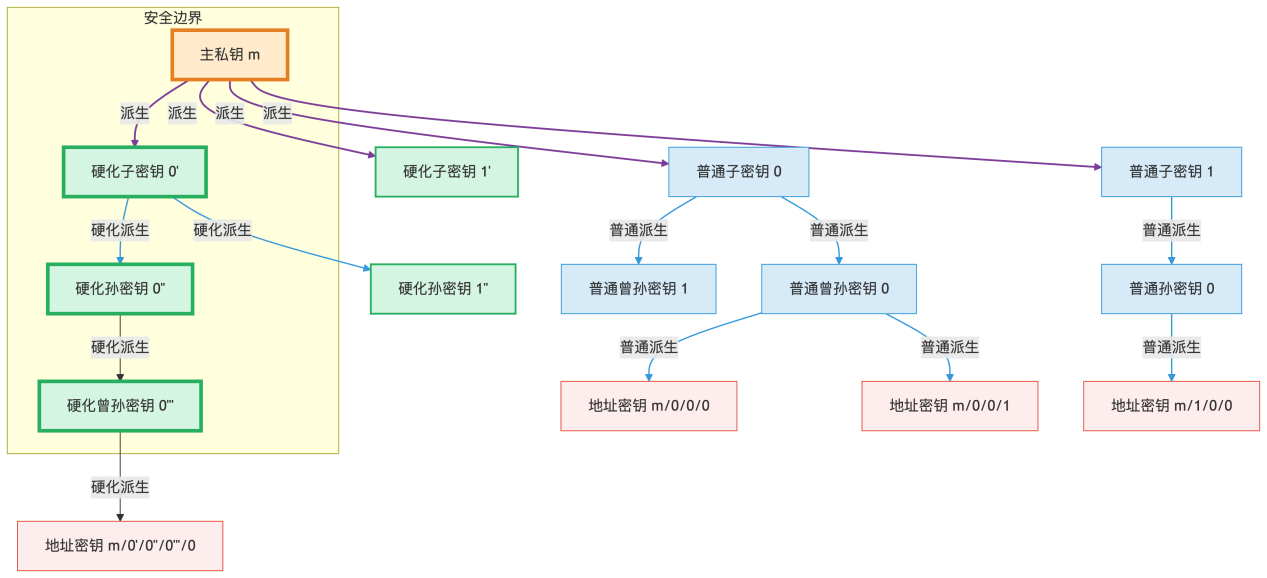 安全边界
主私钥 m
派生
派生
派生
派生
硬化子密钥 0'
硬化子密钥 1'
普通子密钥 0
普通子密钥 1
硬化派生
硬化派生
普通派生
普通派生
普通派生
硬化孙密钥 0''
硬化孙密钥 1''
普通曾孙密钥 1
普通曾孙密钥 0
普通孙密钥 0
硬化派生
普通派生
普通派生
普通派生
硬化曾孙密钥 0'''
地址密钥 m/0/0/0
地址密钥 m/0/0/1
地址密钥 m/1/0/0
硬化派生
地址密钥 m/0'/0''/0'''/0